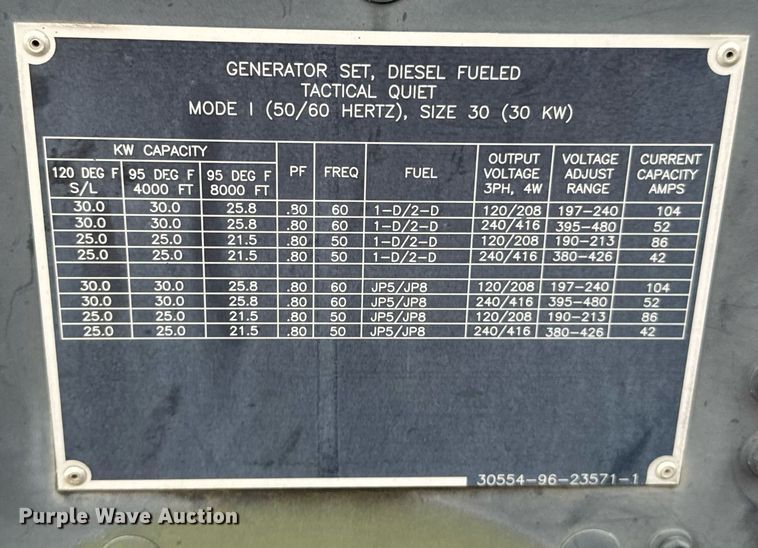 GENERATOR SET, DIESEL FUELED
TACTICAL QUIET
MODE I (50/60 HERTZ), SIZE 30 (30 KW)
KW CAPACITY
120 DEG F S/L 95 DEG F 4000 FT 95 DEG F 8000 FT PF FREQ FUEL OUTPUT VOLTAGE 3PH, 4W VOLTAGE ADJUST RANGE CURRENT CAPACITY AMPS
30.0 30.0 25.8 .80 60 1-D/2-D 120/208 197-240 104
30.0 30.0 25.8 .80 60 1-D/2-D 240/416 395-480 52
25.0 25.0 21.5 .80 50 1-D/2-D 120/208 190-213 86
25.0 25.0 21.5 .80 50 1-D/2-D 240/416 380-426 42
30.0 30.0 25.8 .80 60 JP5/JP8 120/208 197-240 104
30.0 30.0 25.8 .80 60 JP5/JP8 240/416 395-480 52
25.0 25.0 21.5 .80 50 JP5/JP8 120/208 190-213 86
25.0 25.0 21.5 .80 50 JP5/JP8 240/416 380-426 42
30554-96-23571-1
Purple Wave Auction